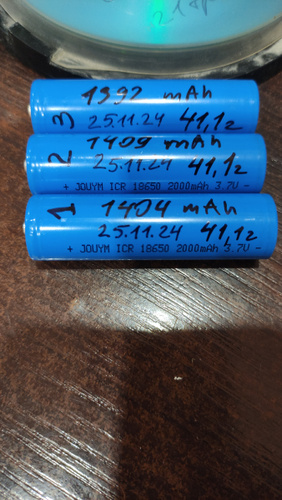 1392 mAh
3 25.11.24 41,1г
1409 mAh
2 25.11.24 41,1г
+ JOUYM ICR 18650 2000mAh 3.7V -
1 1404 mAh
25.11.24 41,1г
+ JOUYM ICR 18650 2000mAh 3.7V -